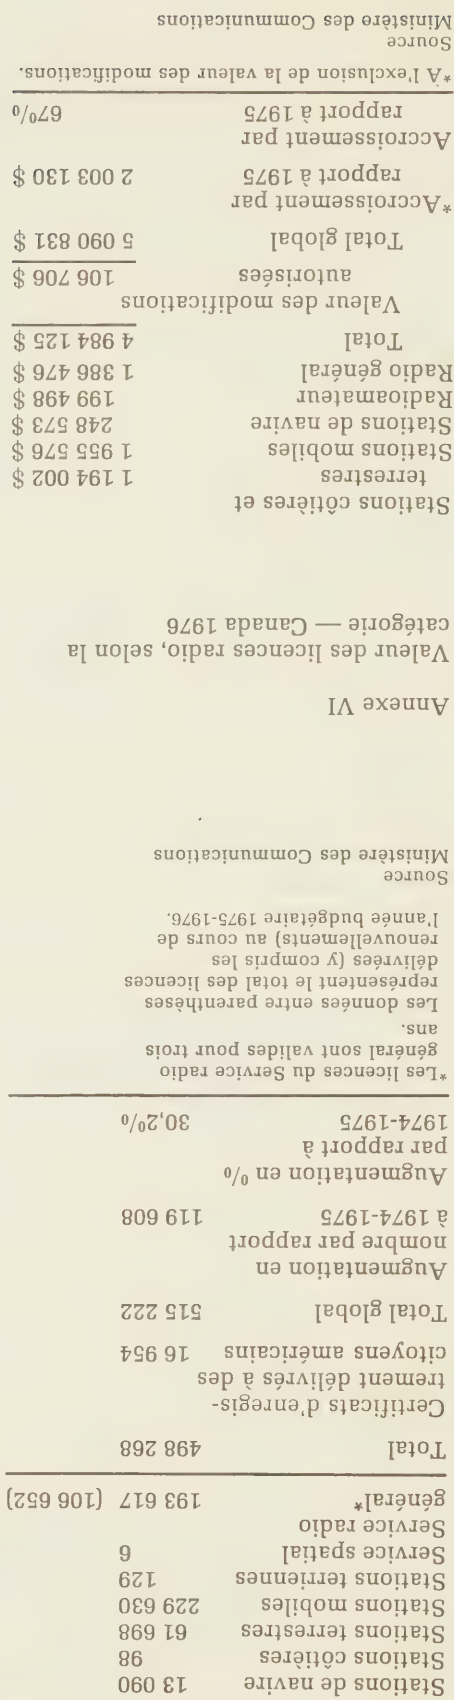 Stations de navire 13 090
Stations côtières 98
Stations terrestres 61 698
Stations mobiles 229 630
Stations terriennes 129
Service spatial 6
Service radio
général* 193 617 (106 652)
Total 498 268
Certificats d'enregis-
trement délivrés à des
citoyens américains 16 954
Total global 515 222
Augmentation en
nombre par rapport
à 1974-1975 119 608
Augmentation en %
par rapport à
1974-1975 30,2%
*Les licences du Service radio
général sont valides pour trois
ans.
Les données entre parenthèses
représentent le total des licences
délivrées (y compris les
renouvellements) au cours de
l'année budgétaire 1975-1976.
Source
Ministère des Communications
Annexe VI
Valeur des licences radio, selon la
catégorie — Canada 1976
Stations côtières et
terrestres 1 194 002 $
Stations mobiles 1 955 576 $
Stations de navire 248 573 $
Radioamateur 199 498 $
Radio général 1 386 476 $
Total 4 984 125 $
Valeur des modifications
autorisées 106 706 $
Total global 5 090 831 $
*Accroissement par
rapport à 1975 2 003 130 $
Accroissement par
rapport à 1975 67%
*À l'exclusion de la valeur des modifications.
Source
Ministère des Communications